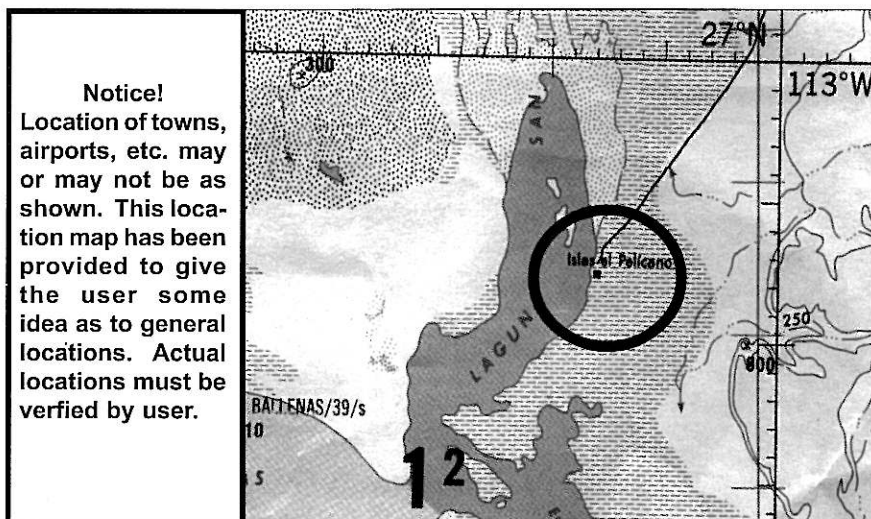 Notice!
Location of towns,
airports, etc. may
or may not be as
shown. This loca-
tion map has been
provided to give
the user some
idea as to general
locations. Actual
locations must be
verfied by user.
300
27°N
113°W
SAN
Islas el Pelicano
LAGUN
250
800
BALLENAS/39/s
10
12
5